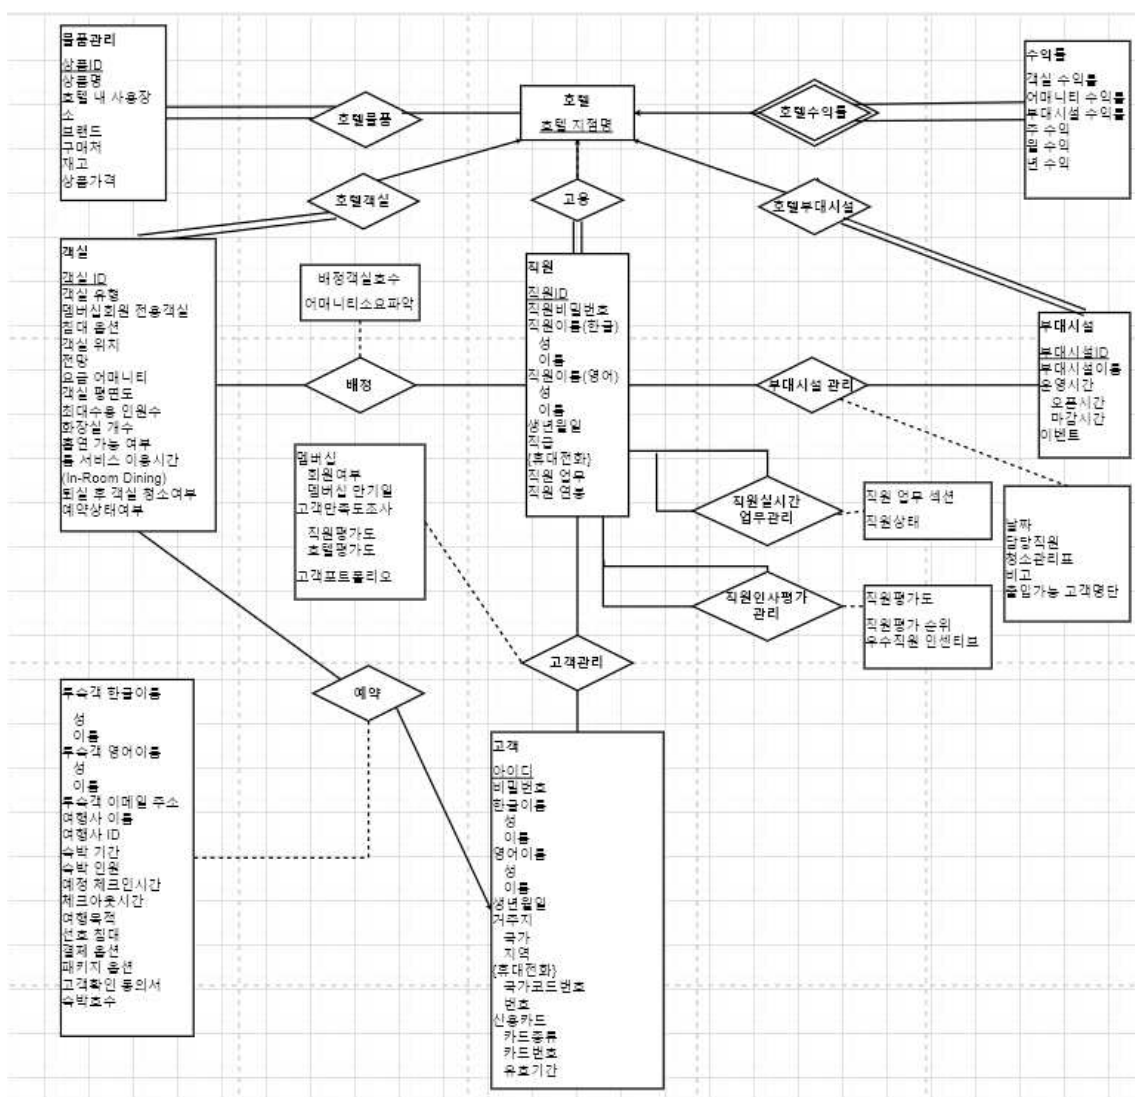 물품관리
상품ID
상품명
호텔 내 사용장
소
브랜드
구매처
재고
상품가격
호텔물품
호텔
호텔 지점명
호텔수익률
수익률
객실 수익률
어매니티 수익률
부대시설 수익률
주 수익
월 수익
년 수익
호텔객실
고용
호텔부대시설
객실
객실 ID
객실 유형
멤버십회원 전용객실
침대 옵션
객실 위치
전망
요금 어매니티
객실 평면도
최대수용 인원수
화장실 개수
흡연 가능 여부
룸 서비스 이용시간
(In-Room Dining)
퇴실 후 객실 청소여부
예약상태여부
배정객실호수
어매니티소요파악
배정
직원
직원ID
직원비밀번호
직원이름(한글)
성
이름
직원이름(영어)
성
이름
생년월일
직급
{휴대전화}
직원 업무
직원 연봉
부대시설 관리
부대시설
부대시설ID
부대시설이름
운영시간
오픈시간
마감시간
이벤트
멤버십
회원여부
멤버십 만기일
고객만족도조사
직원평가도
호텔평가도
고객포트폴리오
직원실시간
업무관리
직원 업무 섹션
직원상태
날짜
담당직원
청소관리표
비고
출입가능 고객명단
직원인사평가
관리
직원평가도
직원평가 순위
우수직원 인센티브
고객관리
예약
투숙객 한글이름
성
이름
투숙객 영어이름
성
이름
투숙객 이메일 주소
여행사 이름
여행사 ID
숙박 기간
숙박 인원
예정 체크인시간
체크아웃시간
여행목적
선호 침대
결제 옵션
패키지 옵션
고객확인 동의서
숙박호수
고객
아이디
비밀번호
한글이름
성
이름
영어이름
성
이름
생년월일
거주지
국가
지역
{휴대전화}
국가코드번호
번호
신용카드
카드종류
카드번호
유효기간